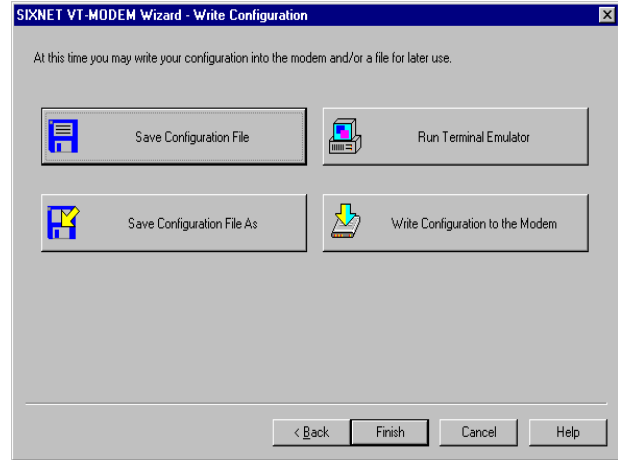 SIXNET VT-MODEM Wizard - Write Configuration
At this time you may write your configuration into the modem and/or a file for later use.
Save Configuration File
Run Terminal Emulator
Save Configuration File As
Write Configuration to the Modem
< Back
Finish
Cancel
Help